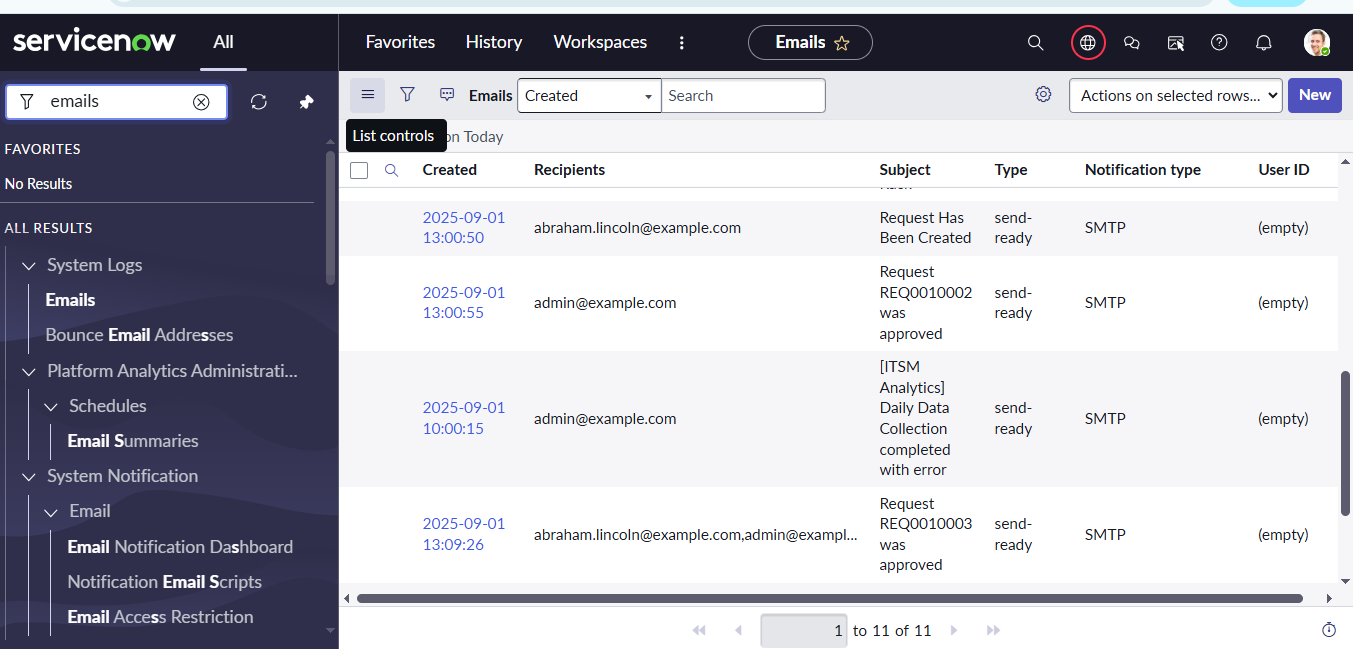 servicenow
All
Favorites
History
Workspaces
Emails
emails
FAVORITES
No Results
ALL RESULTS
System Logs
Emails
Bounce Email Addresses
Platform Analytics Administrati...
Schedules
Email Summaries
System Notification
Email
Email Notification Dashboard
Notification Email Scripts
Email Access Restriction
Emails
Created
Search
Actions on selected rows...
New
List controls
on Today
Created
Recipients
Subject
Type
Notification type
User ID
2025-09-01
13:00:50
abraham.lincoln@example.com
Request Has
Been Created
send-
ready
SMTP
(empty)
2025-09-01
13:00:55
admin@example.com
Request
REQ0010002
was
approved
send-
ready
SMTP
(empty)
2025-09-01
10:00:15
admin@example.com
[ITSM
Analytics]
Daily Data
Collection
completed
with error
send-
ready
SMTP
(empty)
2025-09-01
13:09:26
abraham.lincoln@example.com,admin@exampl...
Request
REQ0010003
was
approved
send-
ready
SMTP
(empty)
1 to 11 of 11